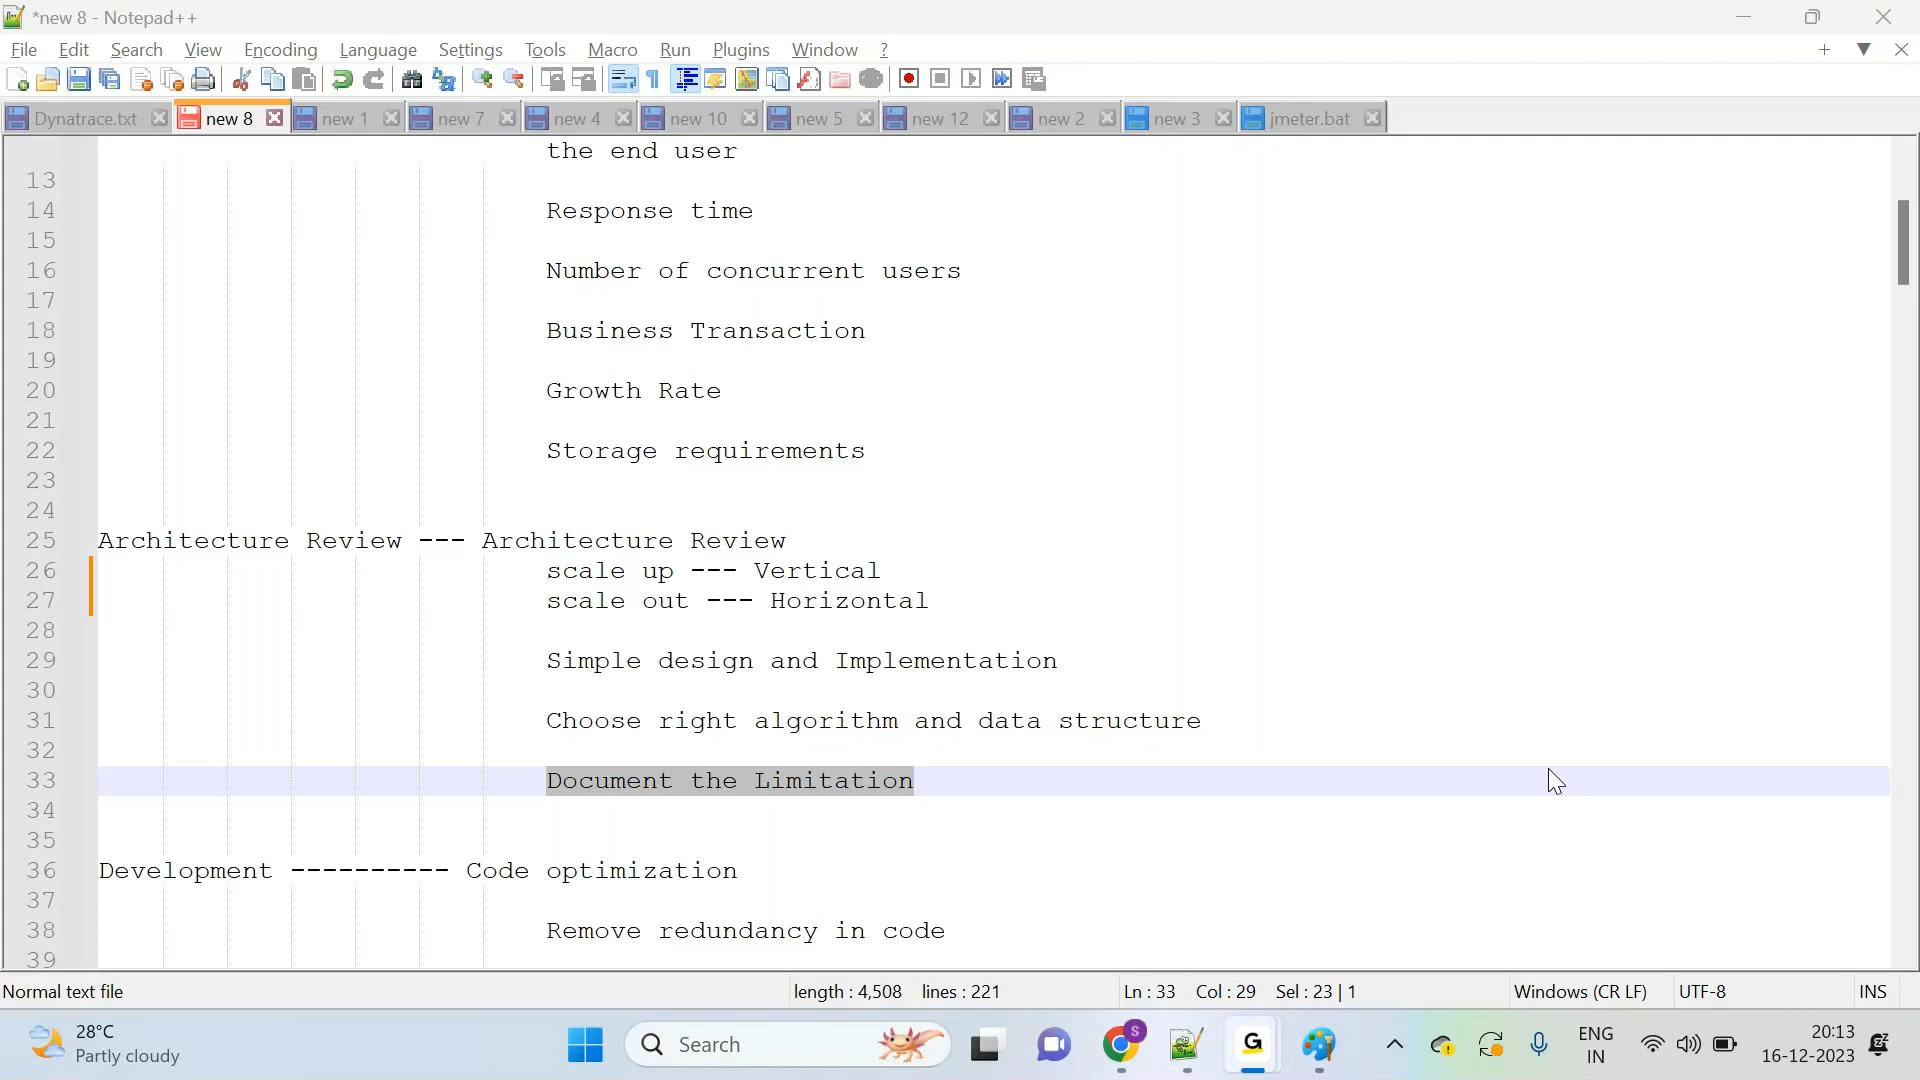 *new 8 - Notepad++
File Edit Search View Encoding Language Settings Tools Macro Run Plugins Window ?
Dynatrace.txt new 8 new 1 new 7 new 4 new 10 new 5 new 12 new 2 new 3 jmeter.bat
the end user
13
14 Response time
15
16 Number of concurrent users
17
18 Business Transaction
19
20 Growth Rate
21
22 Storage requirements
23
24
25 Architecture Review --- Architecture Review
26 scale up --- Vertical
27 scale out --- Horizontal
28
29 Simple design and Implementation
30
31 Choose right algorithm and data structure
32
33 Document the Limitation
34
35
36 Development ---------- Code optimization
37
38 Remove redundancy in code
39
Normal text file length : 4,508 lines : 221 Ln : 33 Col : 29 Sel : 23 | 1 Windows (CR LF) UTF-8 INS
28°C
Partly cloudy
Search
S
G
ENG
IN
20:13
16-12-2023